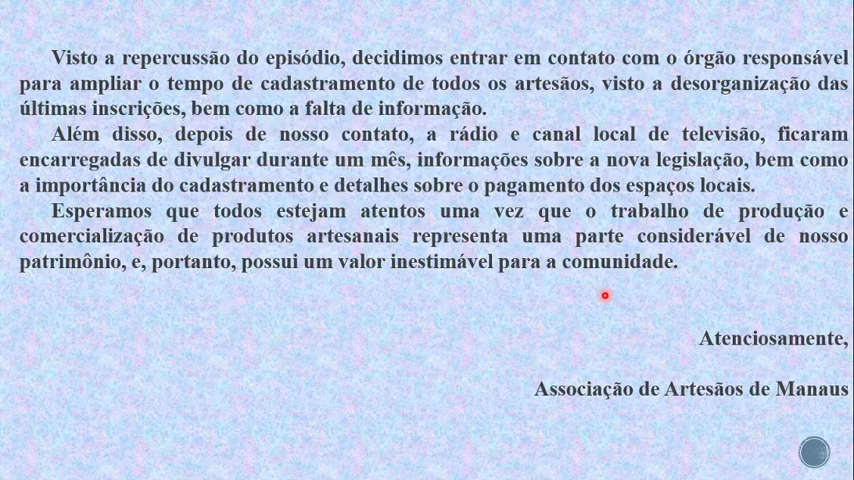 Visto a repercussão do episódio, decidimos entrar em contato com o órgão responsável
para ampliar o tempo de cadastramento de todos os artesãos, visto a desorganização das
últimas inscrições, bem como a falta de informação.
Além disso, depois de nosso contato, a rádio e canal local de televisão, ficaram
encarregadas de divulgar durante um mês, informações sobre a nova legislação, bem como
a importância do cadastramento e detalhes sobre o pagamento dos espaços locais.
Esperamos que todos estejam atentos uma vez que o trabalho de produção e
comercialização de produtos artesanais representa uma parte considerável de nosso
patrimônio, e, portanto, possui um valor inestimável para a comunidade.
Atenciosamente,
Associação de Artesãos de Manaus